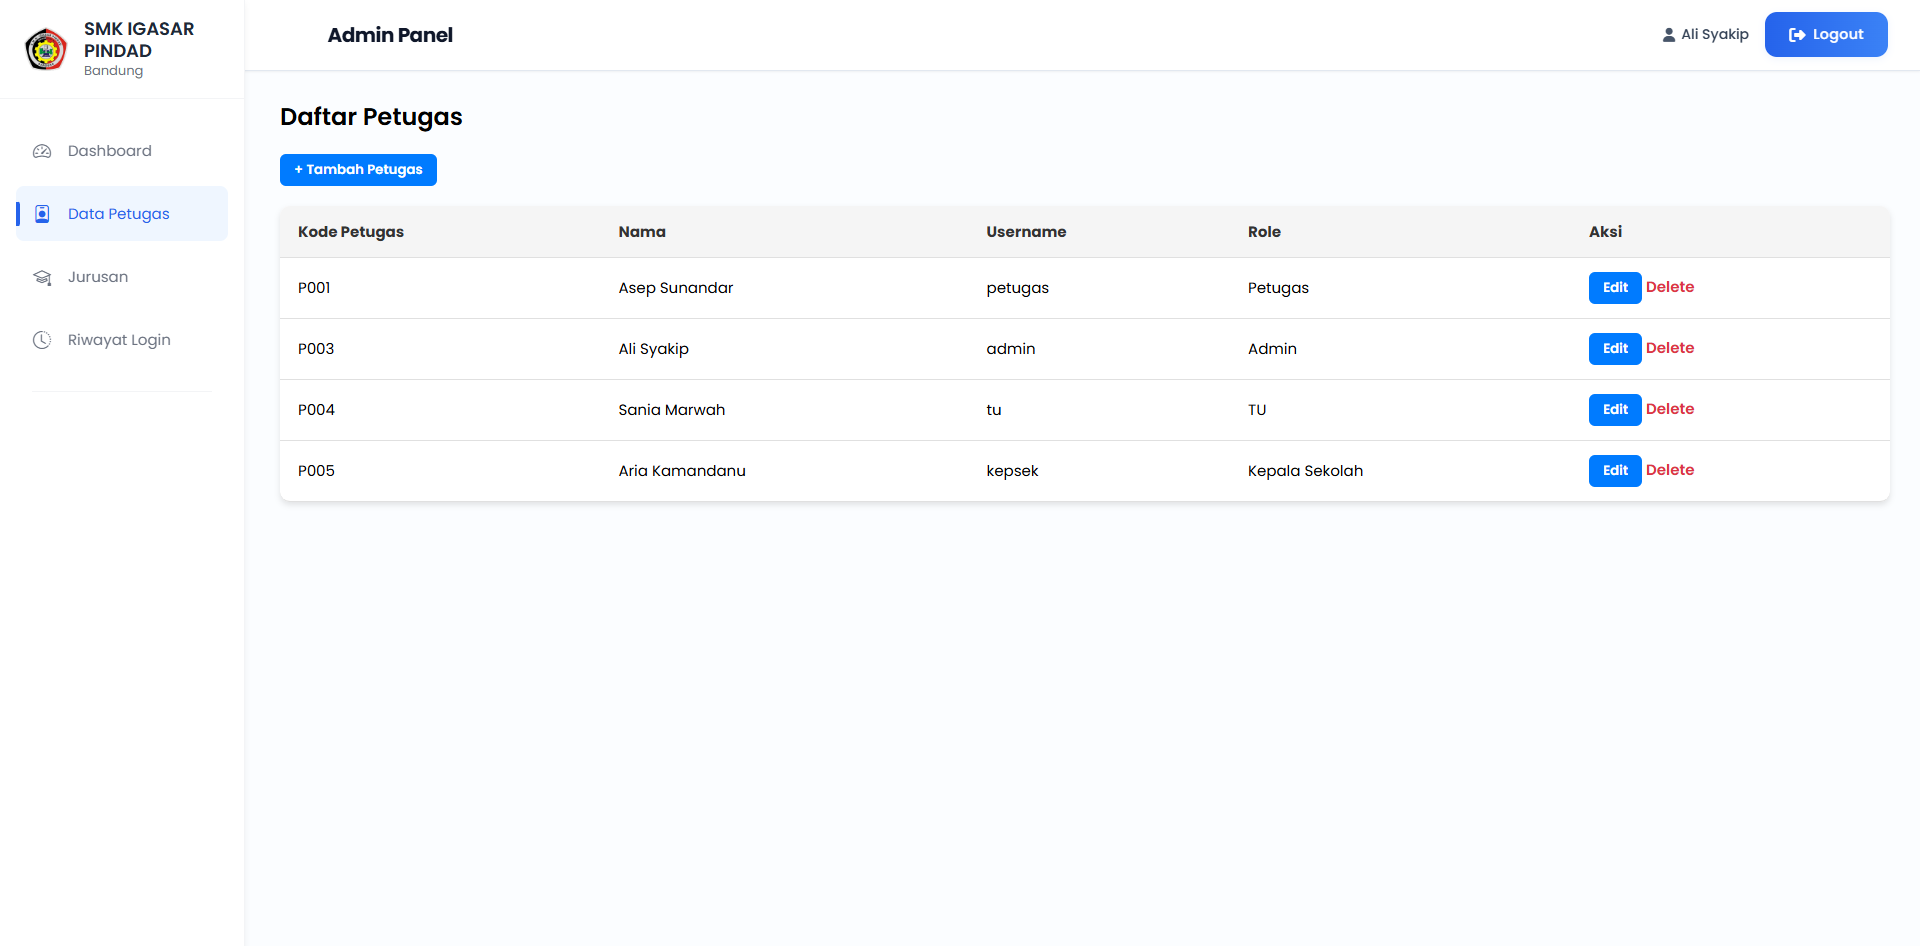 SMK IGASAR
PINDAD
Bandung
Admin Panel
Ali Syakip
Logout
Dashboard
Data Petugas
Jurusan
Riwayat Login
Daftar Petugas
+ Tambah Petugas
Kode Petugas Nama Username Role Aksi
P001 Asep Sunandar petugas Petugas Edit Delete
P003 Ali Syakip admin Admin Edit Delete
P004 Sania Marwah tu TU Edit Delete
P005 Aria Kamandanu kepsek Kepala Sekolah Edit Delete